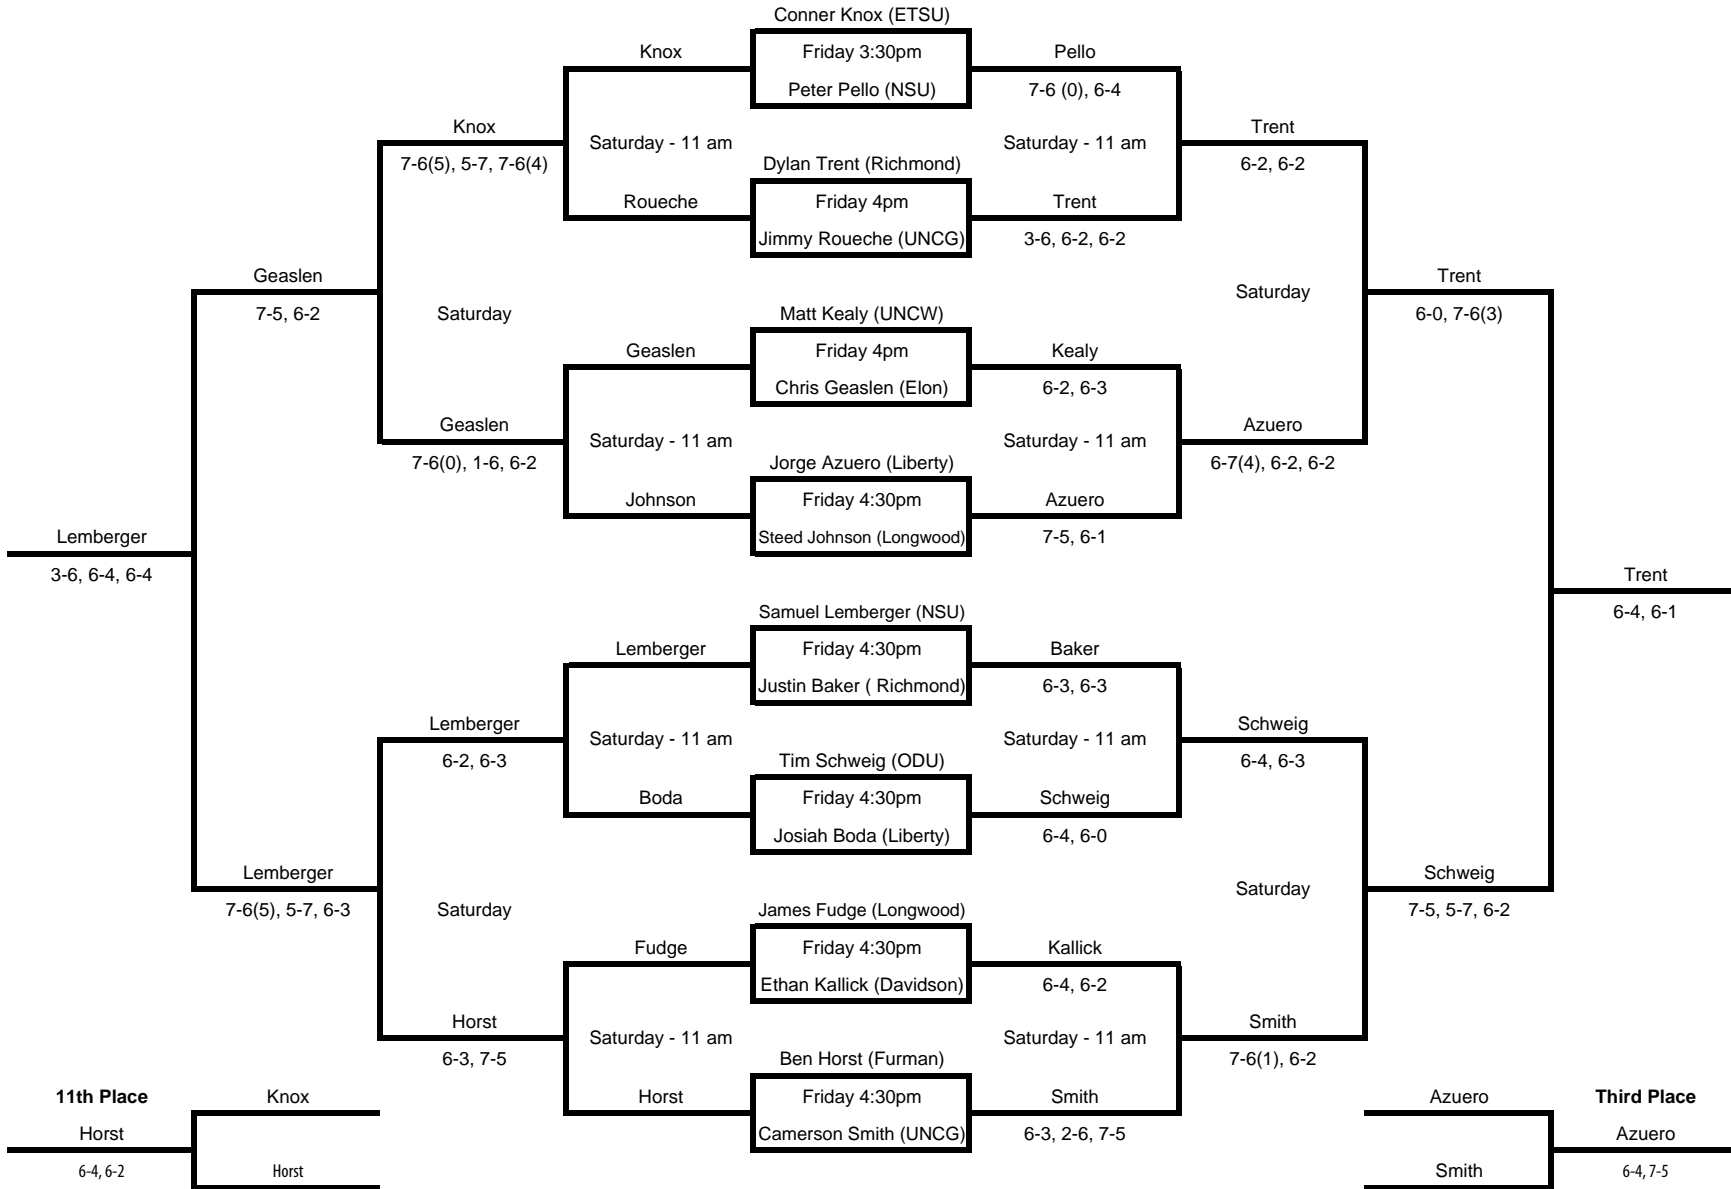 Conner Knox (ETSU)
Knox Friday 3:30pm Pello
Peter Pello (NSU) 7-6 (0), 6-4
Knox Saturday - 11 am Saturday - 11 am Trent
7-6(5), 5-7, 7-6(4) Dylan Trent (Richmond) 6-2, 6-2
Roueche Friday 4pm Trent
Jimmy Roueche (UNCG) 3-6, 6-2, 6-2
Geaslen Saturday Trent
7-5, 6-2 Saturday Matt Kealy (UNCW) 6-0, 7-6(3)
Geaslen Friday 4pm Kealy
Chris Geaslen (Elon) 6-2, 6-3
Geaslen Saturday - 11 am Saturday - 11 am Azuero
7-6(0), 1-6, 6-2 Jorge Azuero (Liberty) 6-7(4), 6-2, 6-2
Johnson Friday 4:30pm Azuero
Lemberger Steed Johnson (Longwood) 7-5, 6-1
3-6, 6-4, 6-4 Trent
Samuel Lemberger (NSU) 6-4, 6-1
Lemberger Friday 4:30pm Baker
Justin Baker ( Richmond) 6-3, 6-3
Lemberger Saturday - 11 am Saturday - 11 am Schweig
6-2, 6-3 Tim Schweig (ODU) 6-4, 6-3
Boda Friday 4:30pm Schweig
Josiah Boda (Liberty) 6-4, 6-0
Lemberger Saturday Schweig
7-6(5), 5-7, 6-3 Saturday James Fudge (Longwood) 7-5, 5-7, 6-2
Fudge Friday 4:30pm Kallick
Ethan Kallick (Davidson) 6-4, 6-2
Horst Saturday - 11 am Saturday - 11 am Smith
6-3, 7-5 Ben Horst (Furman) 7-6(1), 6-2
11th Place Knox Horst Friday 4:30pm Smith Azuero Third Place
Horst Camerson Smith (UNCG) 6-3, 2-6, 7-5 Azuero
6-4, 6-2 Horst Smith 6-4, 7-5